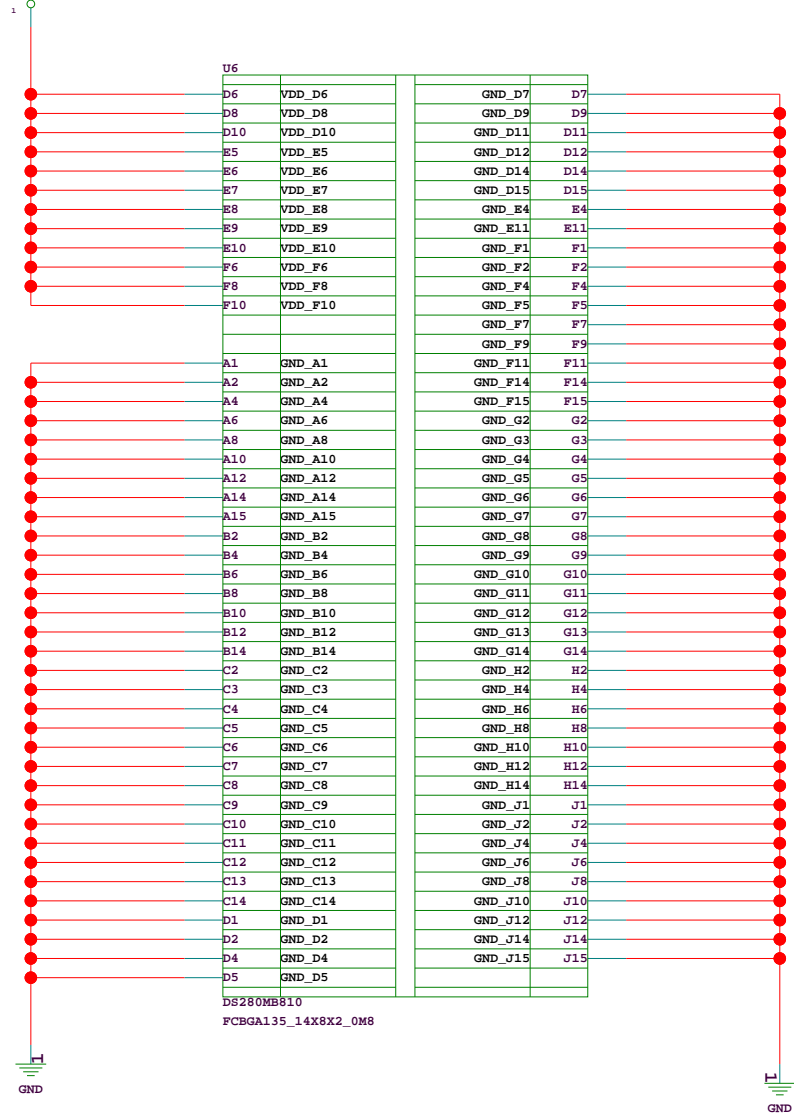 1
U6
D6 VDD_D6 GND_D7 D7
D8 VDD_D8 GND_D9 D9
D10 VDD_D10 GND_D11 D11
E5 VDD_E5 GND_D12 D12
E6 VDD_E6 GND_D14 D14
E7 VDD_E7 GND_D15 D15
E8 VDD_E8 GND_E4 E4
E9 VDD_E9 GND_E11 E11
E10 VDD_E10 GND_F1 F1
F6 VDD_F6 GND_F2 F2
F8 VDD_F8 GND_F4 F4
F10 VDD_F10 GND_F5 F5
GND_F7 F7
GND_F9 F9
A1 GND_A1 GND_F11 F11
A2 GND_A2 GND_F14 F14
A4 GND_A4 GND_F15 F15
A6 GND_A6 GND_G2 G2
A8 GND_A8 GND_G3 G3
A10 GND_A10 GND_G4 G4
A12 GND_A12 GND_G5 G5
A14 GND_A14 GND_G6 G6
A15 GND_A15 GND_G7 G7
B2 GND_B2 GND_G8 G8
B4 GND_B4 GND_G9 G9
B6 GND_B6 GND_G10 G10
B8 GND_B8 GND_G11 G11
B10 GND_B10 GND_G12 G12
B12 GND_B12 GND_G13 G13
B14 GND_B14 GND_G14 G14
C2 GND_C2 GND_H2 H2
C3 GND_C3 GND_H4 H4
C4 GND_C4 GND_H6 H6
C5 GND_C5 GND_H8 H8
C6 GND_C6 GND_H10 H10
C7 GND_C7 GND_H12 H12
C8 GND_C8 GND_H14 H14
C9 GND_C9 GND_J1 J1
C10 GND_C10 GND_J2 J2
C11 GND_C11 GND_J4 J4
C12 GND_C12 GND_J6 J6
C13 GND_C13 GND_J8 J8
C14 GND_C14 GND_J10 J10
D1 GND_D1 GND_J12 J12
D2 GND_D2 GND_J14 J14
D4 GND_D4 GND_J15 J15
D5 GND_D5
DS280MB810
FCBGA135_14X8X2_0M8
1
GND
1
GND